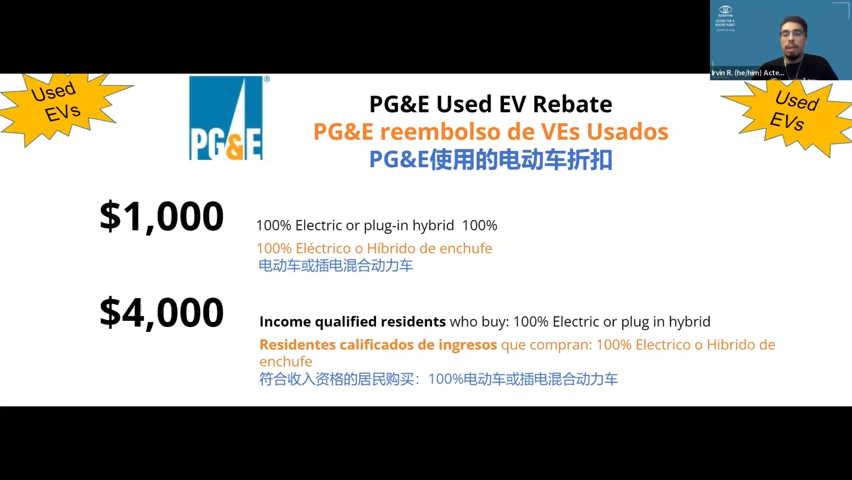 Used
EVs
PG&E
®
PG&E Used EV Rebate
PG&E reembolso de VEs Usados
PG&E使用的电动车折扣
Used
EVs
$1,000
100% Electric or plug-in hybrid 100%
100% Eléctrico o Híbrido de enchufe
电动车或插电混合动力车
$4,000
Income qualified residents who buy: 100% Electric or plug in hybrid
Residentes calificados de ingresos que compran: 100% Electrico o Hibrido de
enchufe
符合收入资格的居民购买：100%电动车或插电混合动力车
Irvin R. (he/him) Acte...